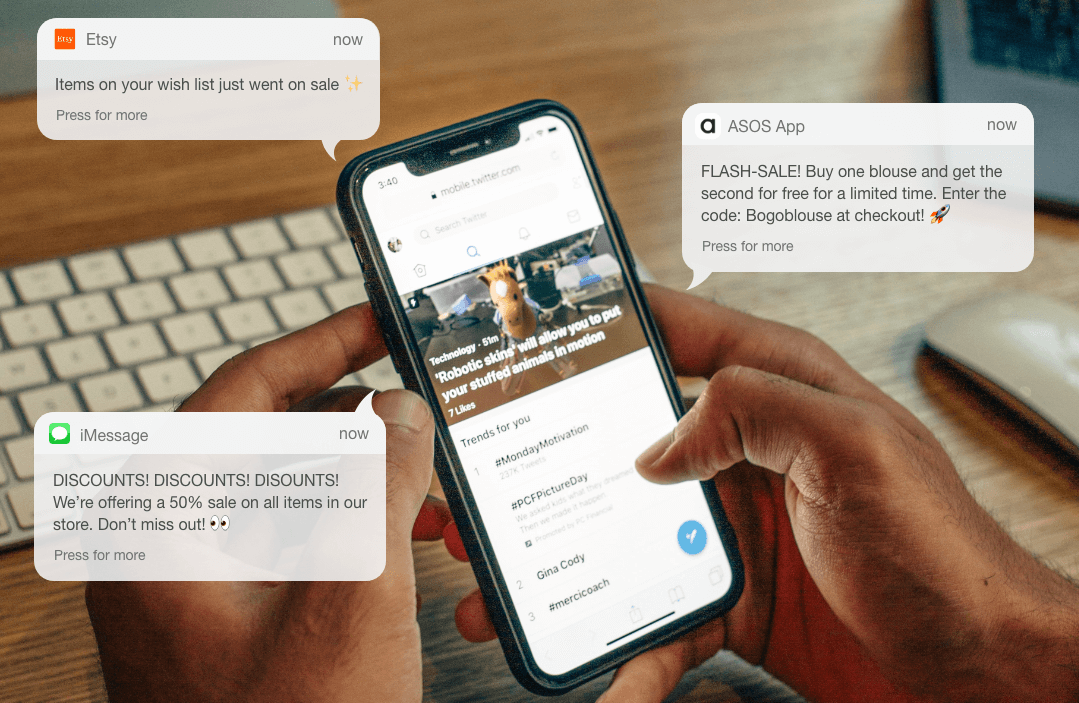 Etsy
Etsy
now
Items on your wish list just went on sale ✨
Press for more
a
ASOS App
now
FLASH-SALE! Buy one blouse and get the
second for free for a limited time. Enter the
code: Bogoblouse at checkout! 🚀
Press for more
iMessage
now
DISCOUNTS! DISCOUNTS! DISOUNTS!
We’re offering a 50% sale on all items in our
store. Don’t miss out! 👀
Press for more
3:40
mobile.twitter.com
Search Twitter
Technology · 51m
'Robotic skins' will allow you to put
your stuffed animals in motion
7 Likes
Trends for you
1 #MondayMotivation
237K Tweets
#PCFPictureDay
We asked kids what they dreamed
Then we made it happen
Promoted by PC Financial
2 Gina Cody
3 #mercicoach